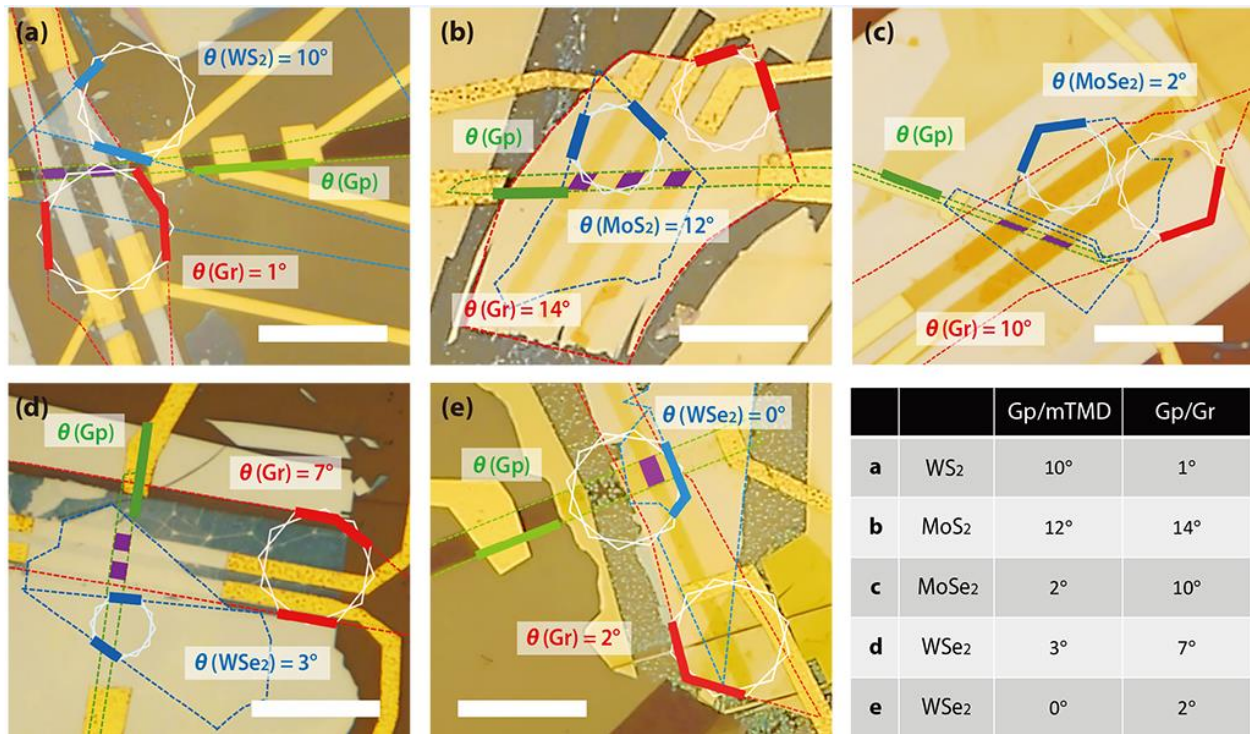 (a)
θ (WS₂) = 10°
θ (Gp)
θ (Gr) = 1°
(b)
θ (Gp)
θ (MoS₂) = 12°
θ (Gr) = 14°
(c)
θ (MoSe₂) = 2°
θ (Gp)
θ (Gr) = 10°
(d)
θ (Gp)
θ (Gr) = 7°
θ (WSe₂) = 3°
(e)
θ (WSe₂) = 0°
θ (Gp)
θ (Gr) = 2°
Gp/mTMD Gp/Gr
a WS₂ 10° 1°
b MoS₂ 12° 14°
c MoSe₂ 2° 10°
d WSe₂ 3° 7°
e WSe₂ 0° 2°